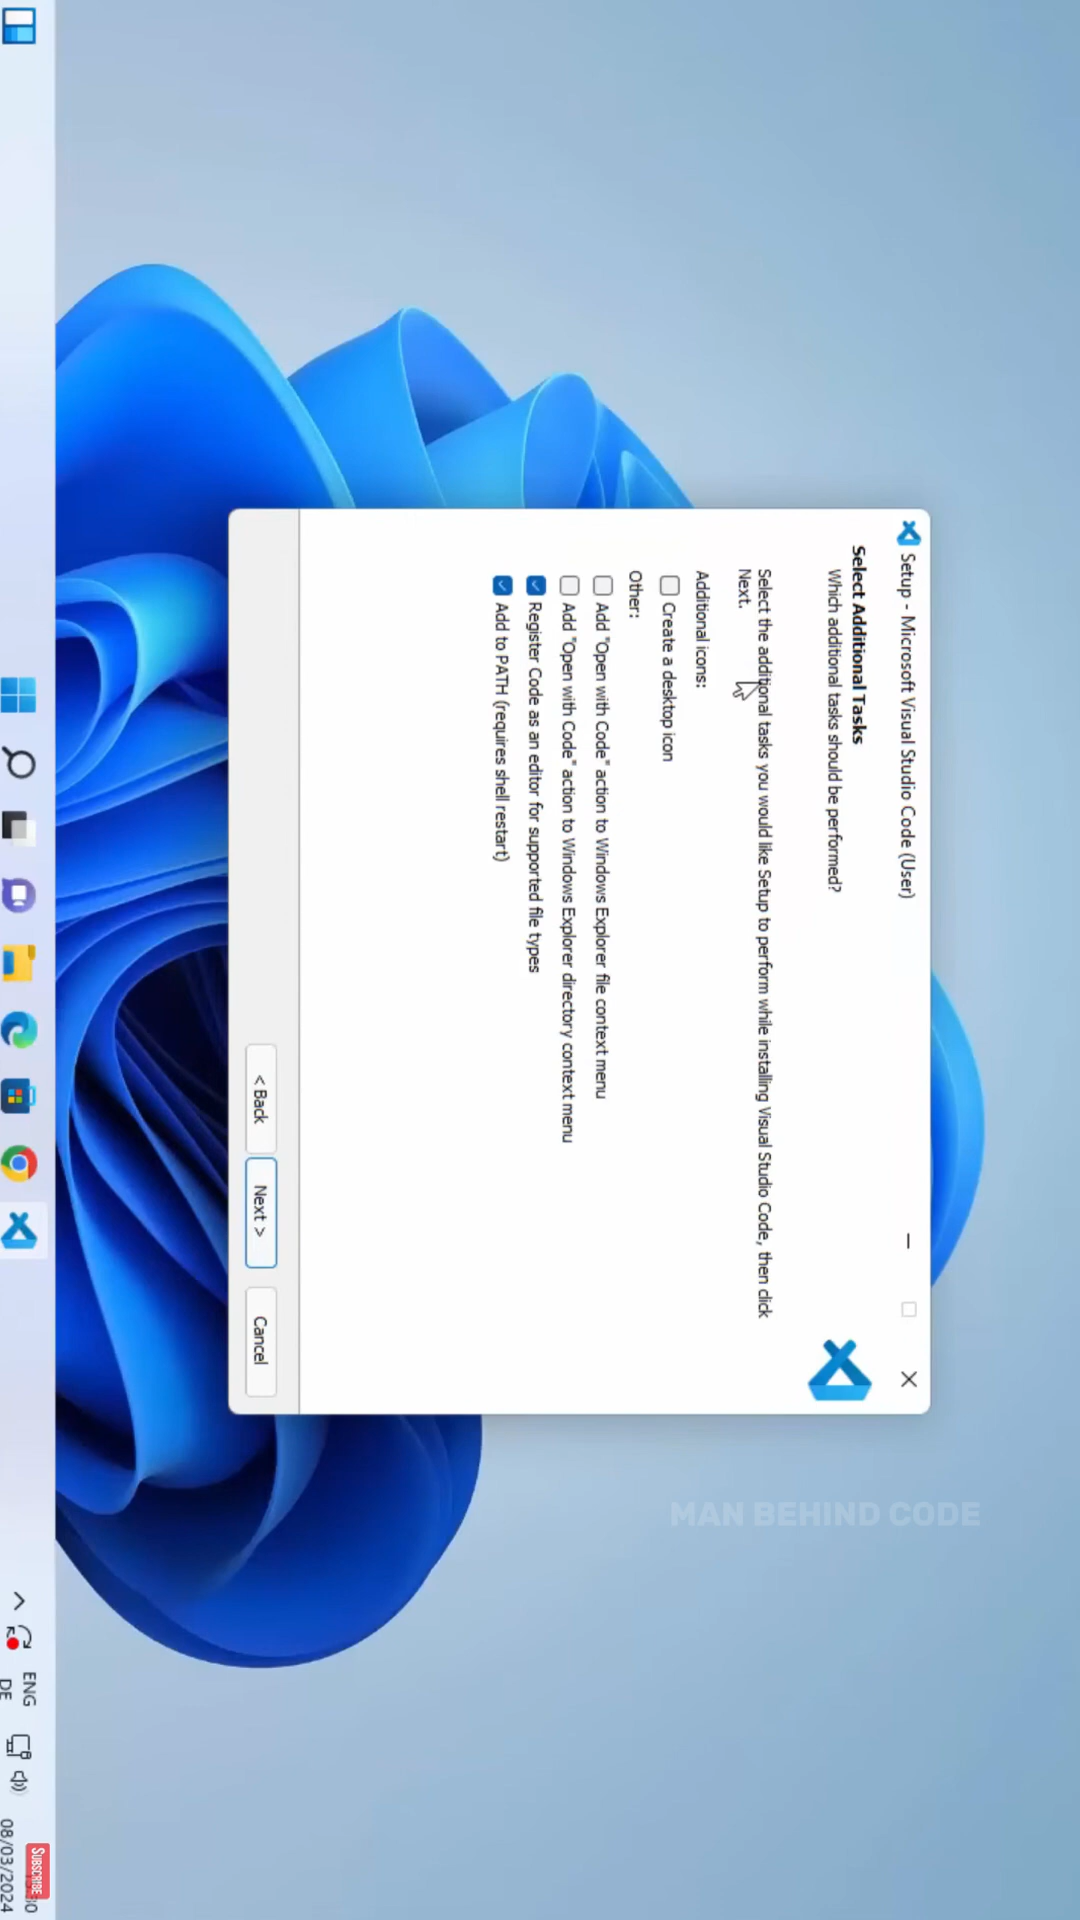 Setup - Microsoft Visual Studio Code (User)
Select Additional Tasks
Which additional tasks should be performed?
Select the additional tasks you would like Setup to perform while installing Visual Studio Code, then click
Next.
Additional icons:
Create a desktop icon
Other:
Add "Open with Code" action to Windows Explorer file context menu
Add "Open with Code" action to Windows Explorer directory context menu
Register Code as an editor for supported file types
Add to PATH (requires shell restart)
< Back
Next >
Cancel
MAN BEHIND CODE
ENG
DE
SUBSCRIBE
08/03/2024